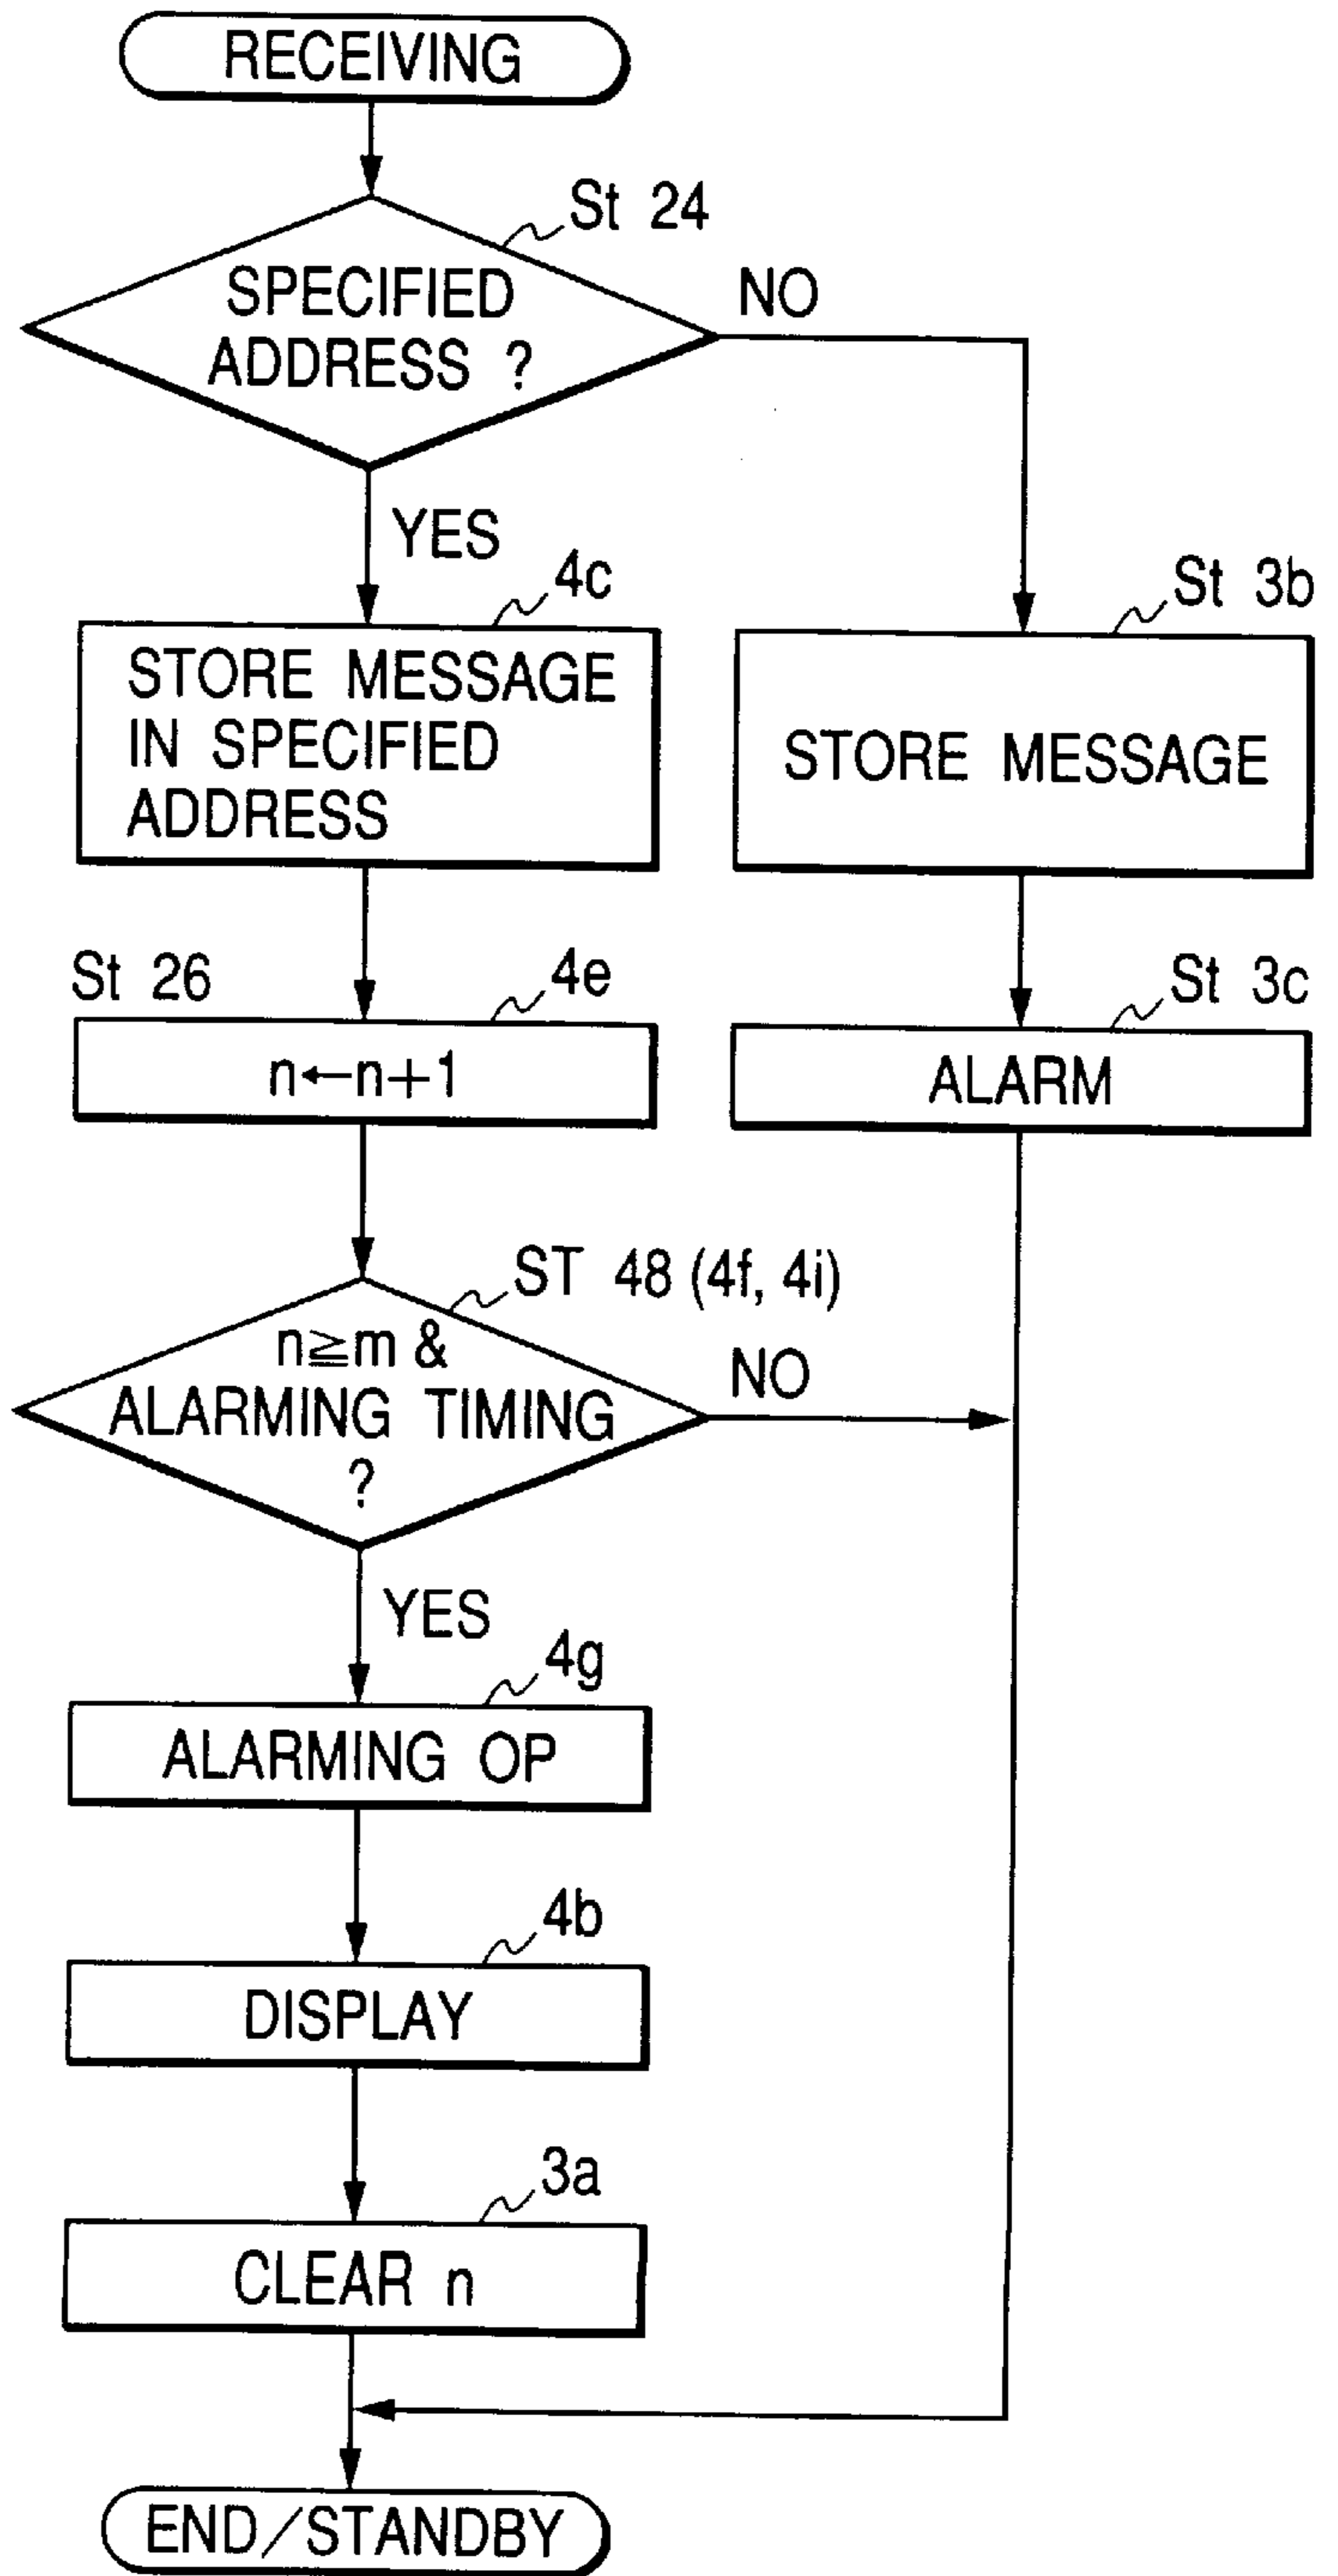 RECEIVING
St 24
SPECIFIED
ADDRESS ?
NO
YES
4c
STORE MESSAGE
IN SPECIFIED
ADDRESS
St 3b
STORE MESSAGE
St 26
4e
n←n+1
St 3c
ALARM
ST 48 (4f, 4i)
n≧m &
ALARMING TIMING
?
NO
YES
4g
ALARMING OP
4b
DISPLAY
3a
CLEAR n
END/STANDBY